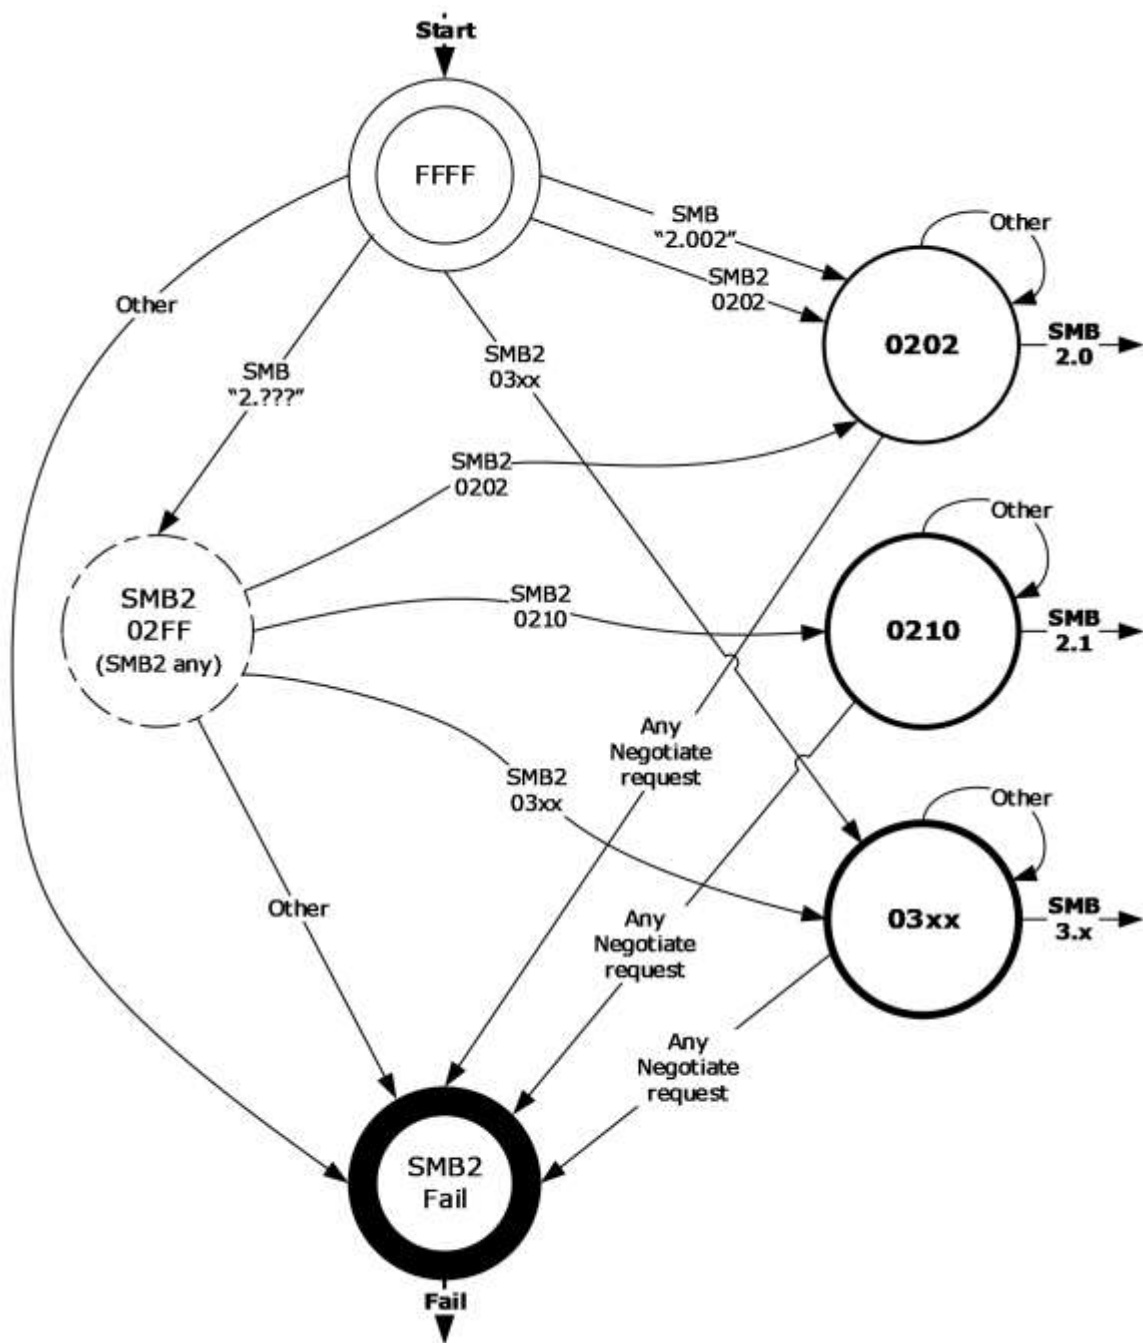 Start
FFFF
SMB
“2.002”
SMB2
0202
Other
Other
SMB2
03xx
SMB
“2.???”
0202
SMB
2.0
SMB2
0202
Other
SMB2
02FF
(SMB2 any)
SMB2
0210
0210
SMB
2.1
Any
Negotiate
request
SMB2
03xx
Other
Other
Any
Negotiate
request
03xx
SMB
3.x
Any
Negotiate
request
SMB2
Fail
Fail